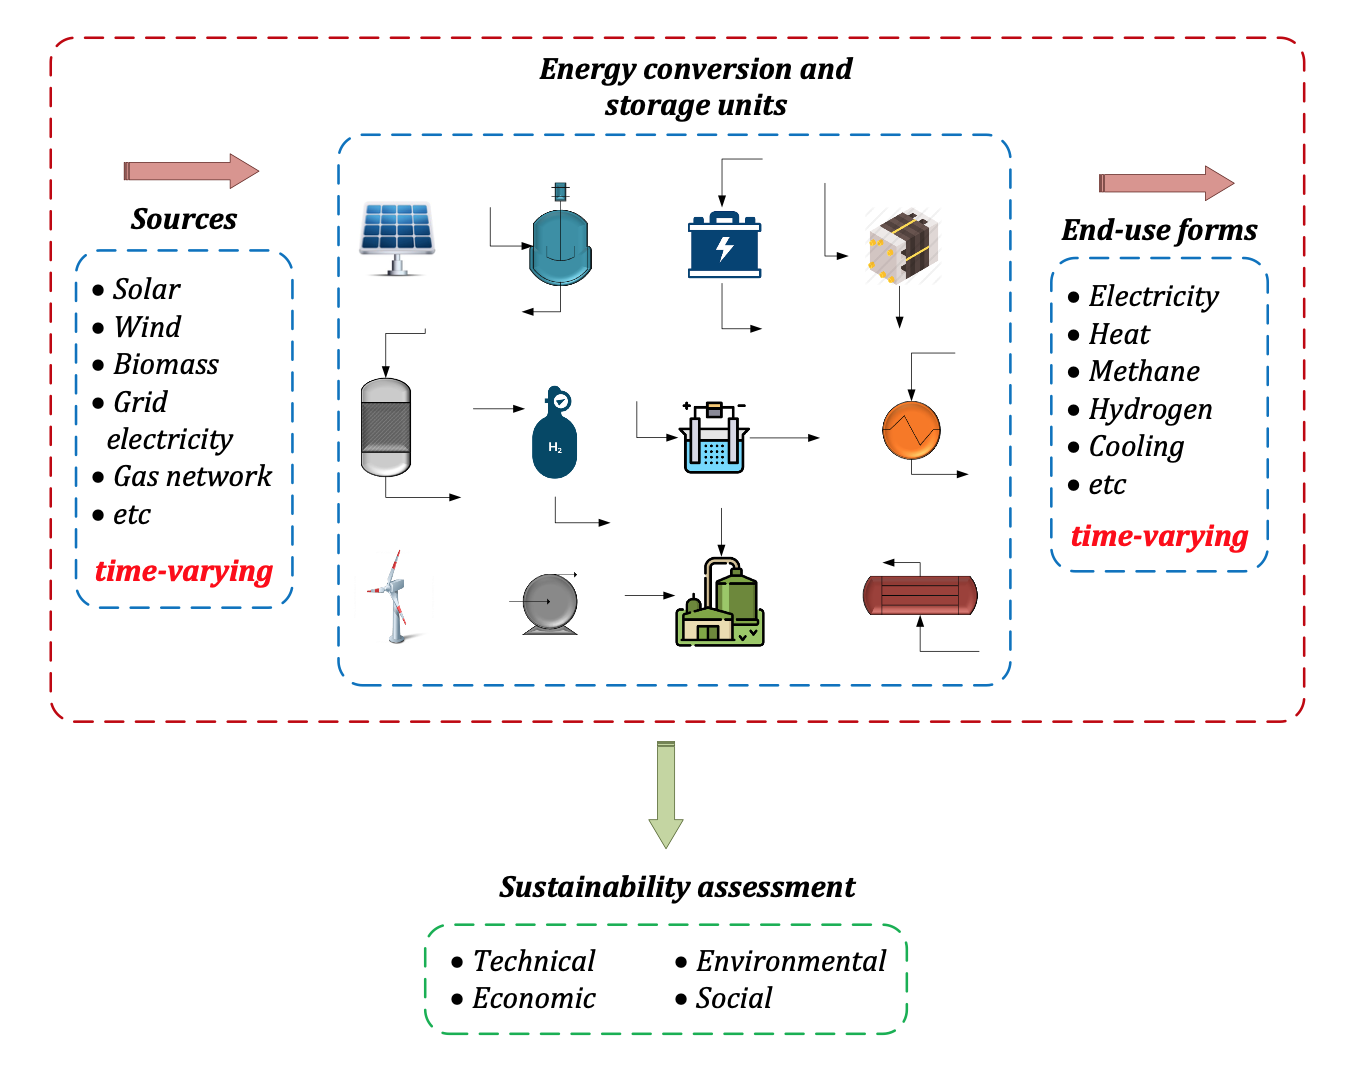 Energy conversion and
storage units
Sources
• Solar
• Wind
• Biomass
• Grid
electricity
• Gas network
• etc
time-varying
+ -
H₂
End-use forms
• Electricity
• Heat
• Methane
• Hydrogen
• Cooling
• etc
time-varying
Sustainability assessment
• Technical
• Economic
• Environmental
• Social